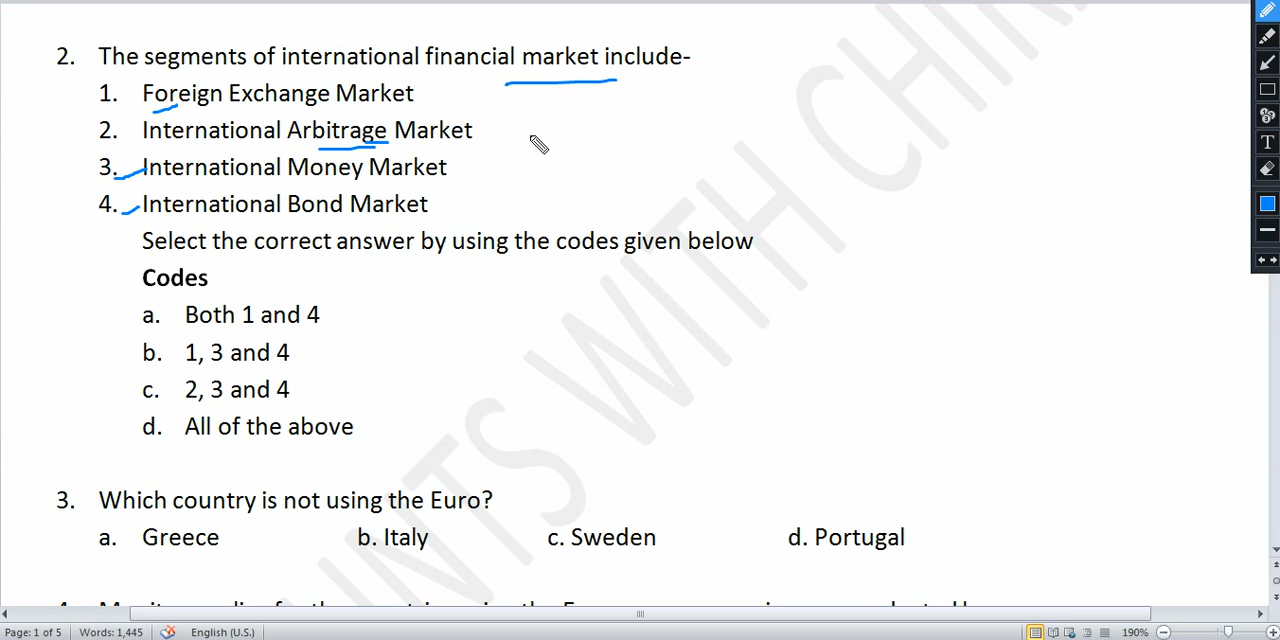 2. The segments of international financial market include-
1. Foreign Exchange Market
2. International Arbitrage Market
3. International Money Market
4. International Bond Market
Select the correct answer by using the codes given below
Codes
a. Both 1 and 4
b. 1, 3 and 4
c. 2, 3 and 4
d. All of the above
3. Which country is not using the Euro?
a. Greece b. Italy c. Sweden d. Portugal
UNTS WITH CHIN
Page: 1 of 5 Words: 1,445 English (U.S.) 190%